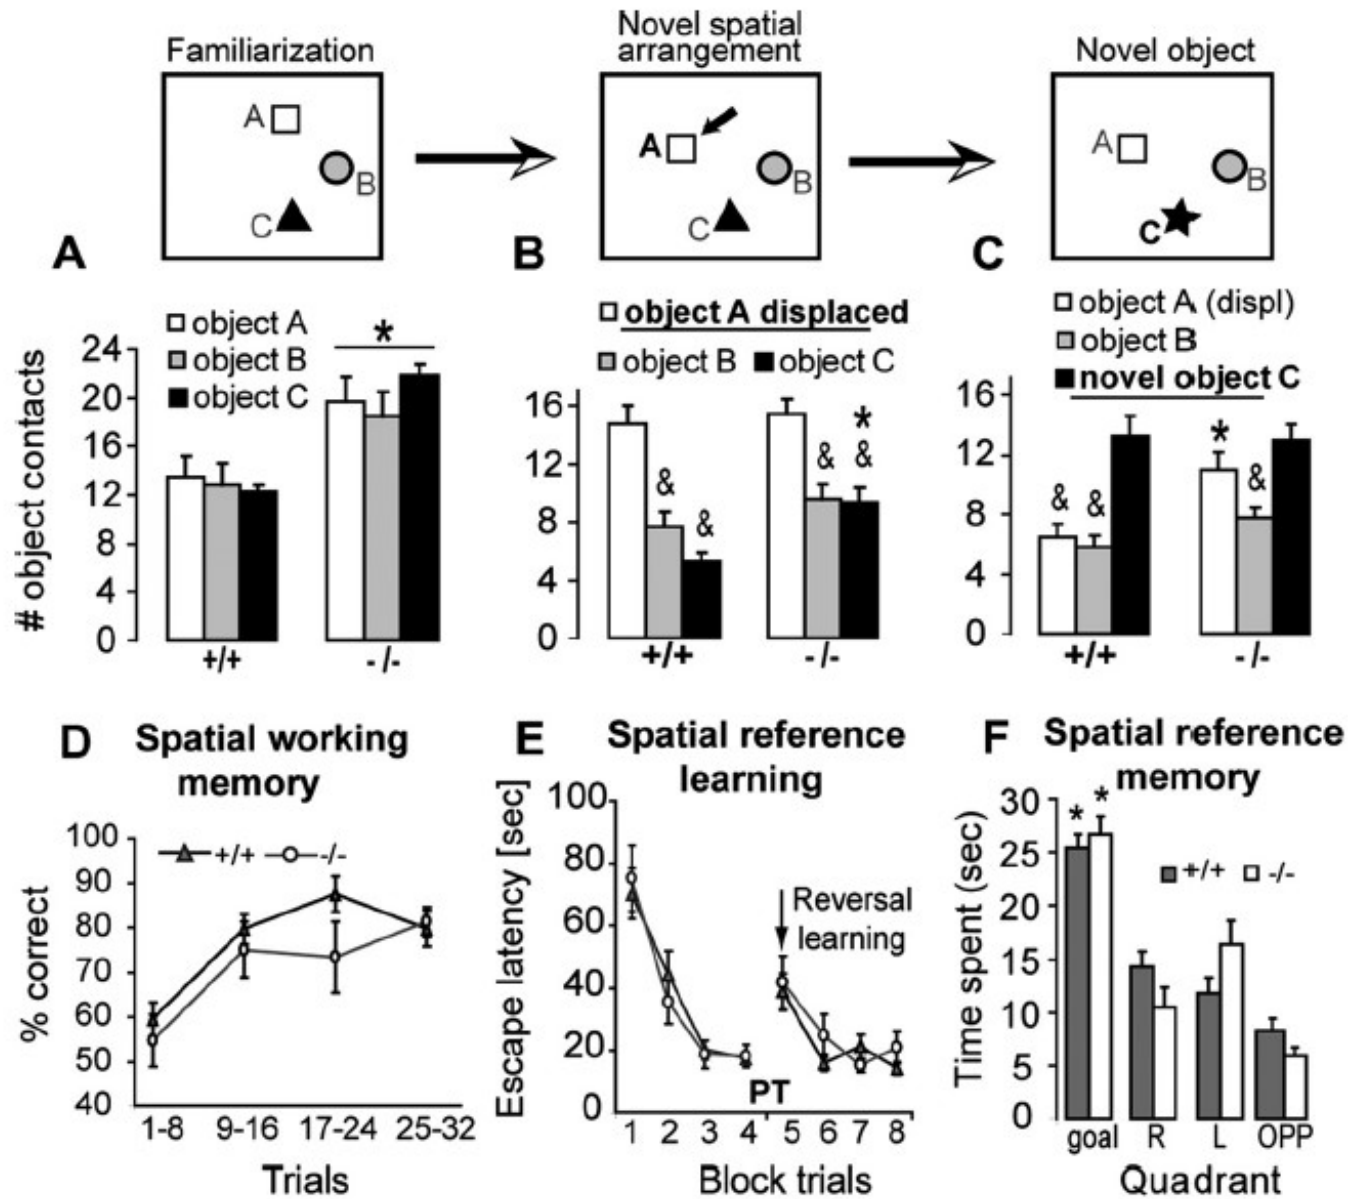 Familiarization
Novel spatial
arrangement
Novel object
A
B
C
A
B
C
A
B
C
A
B
C
object A
object B
object C
*
# object contacts
24
20
16
12
8
4
0
+/+
-/-
object A displaced
object B
object C
16
12
8
4
0
&
&
&
*
&
+/+
-/-
object A (displ)
object B
novel object C
16
12
8
4
0
&
&
*
&
+/+
-/-
D
Spatial working
memory
% correct
100
90
80
70
60
50
40
+/+
-/-
1-8
9-16
17-24
25-32
Trials
E
Spatial reference
learning
Escape latency [sec]
100
80
60
40
20
0
Reversal
learning
PT
1
2
3
4
5
6
7
8
Block trials
F
Spatial reference
memory
Time spent (sec)
30
25
20
15
10
5
0
*
*
+/+
-/-
goal
R
L
OPP
Quadrant